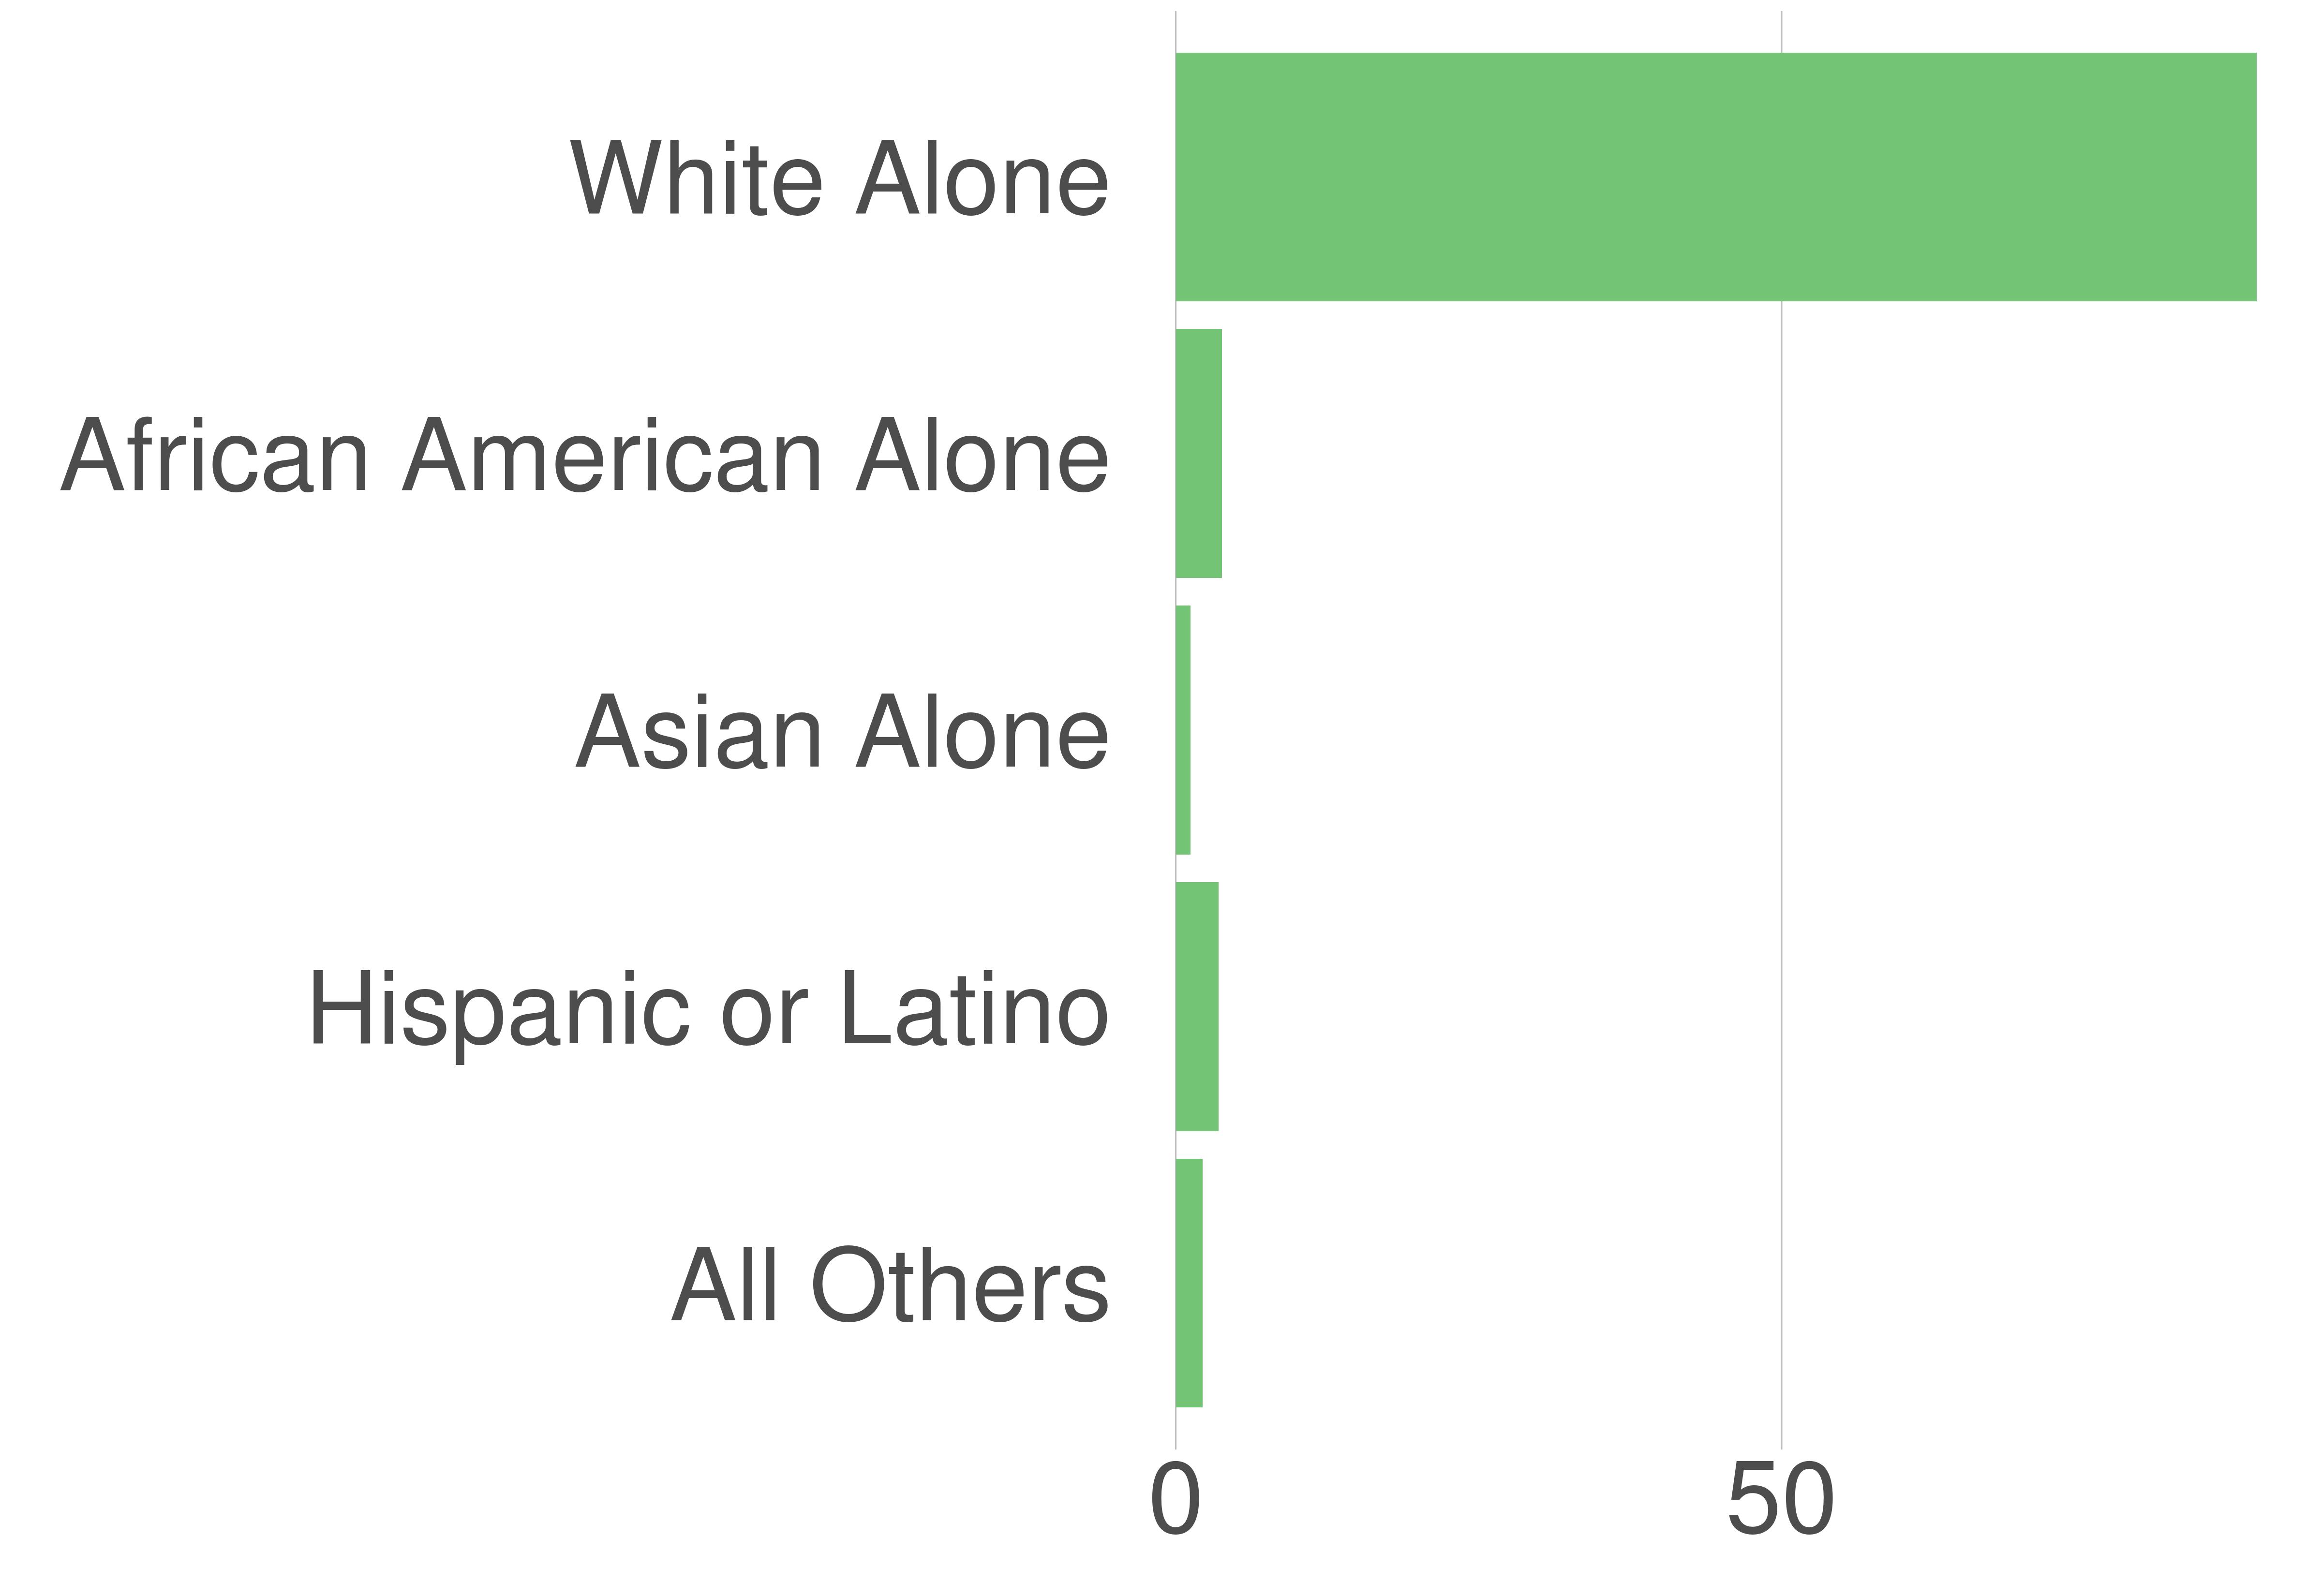 White Alone
African American Alone
Asian Alone
Hispanic or Latino
All Others
0 50